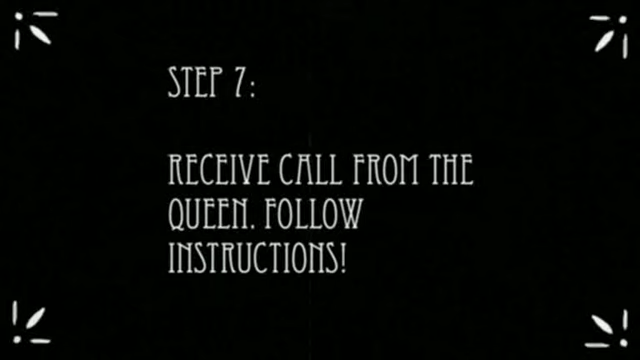 STEP 7:
RECEIVE CALL FROM THE
QUEEN. FOLLOW
INSTRUCTIONS!